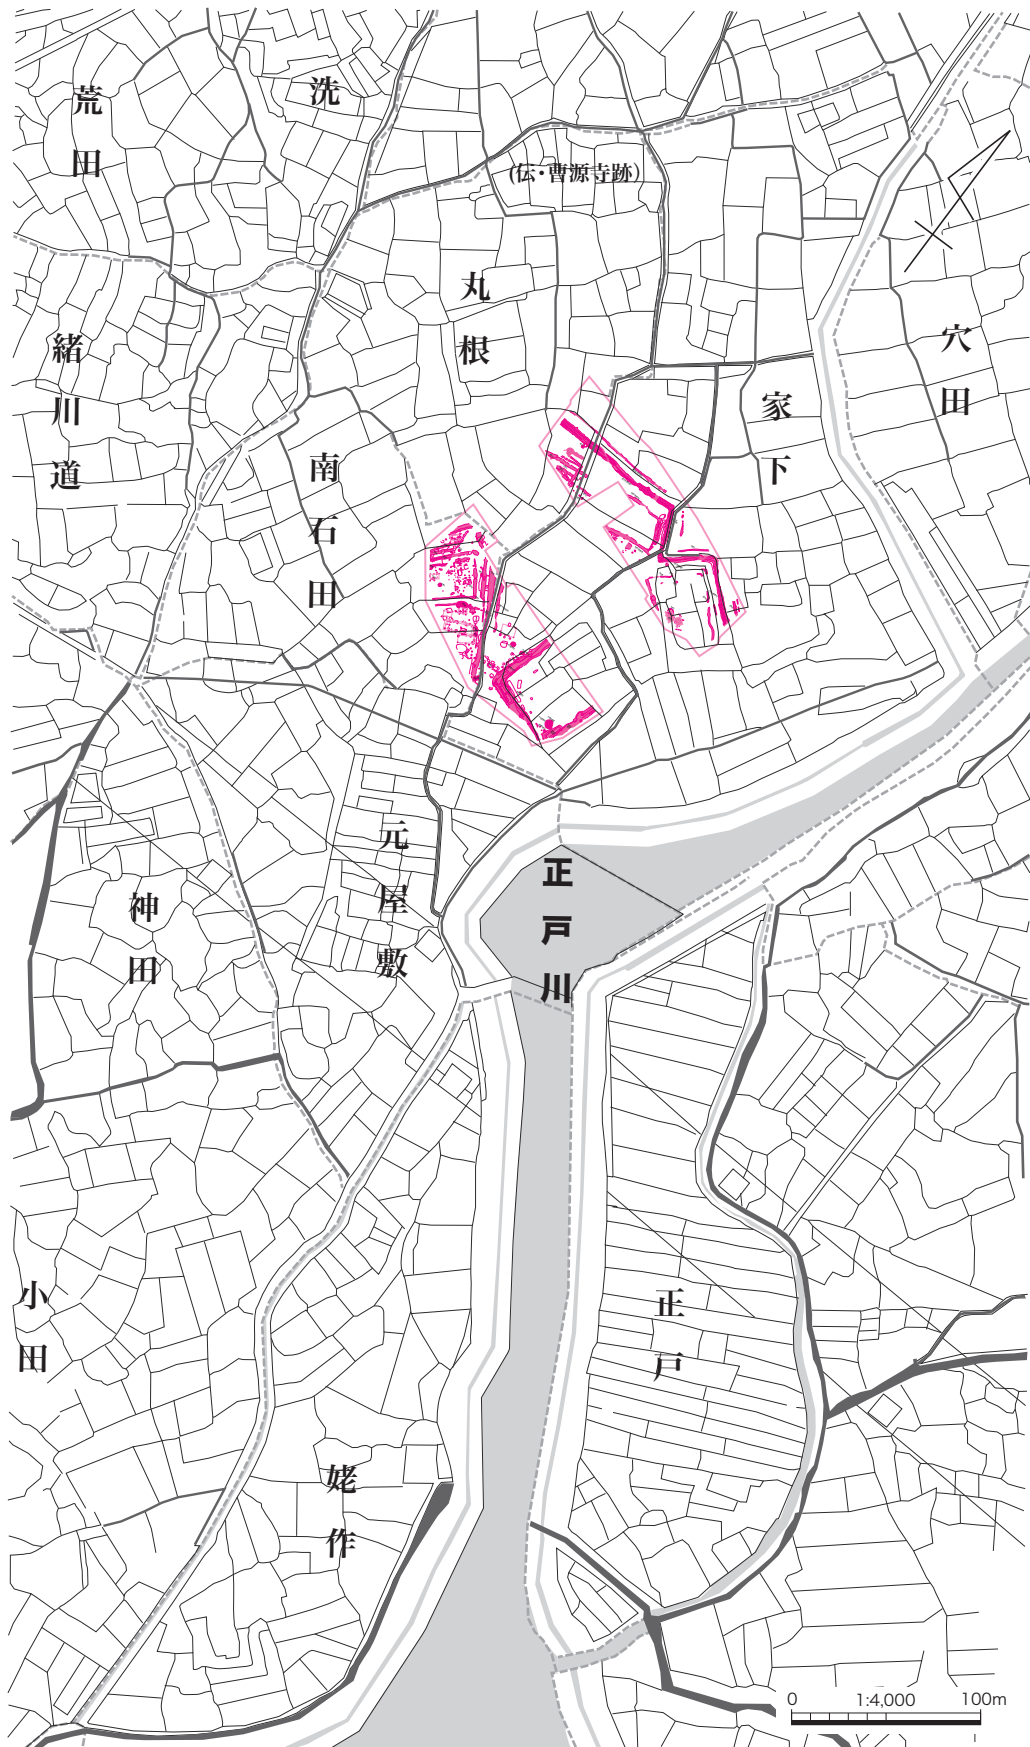 荒田
洗
(伝・曹源寺跡)
丸根
緒川道
穴田
家下
南石田
元屋敷
正戸川
神田
小田
正戸
姥作
0 1:4,000 100m